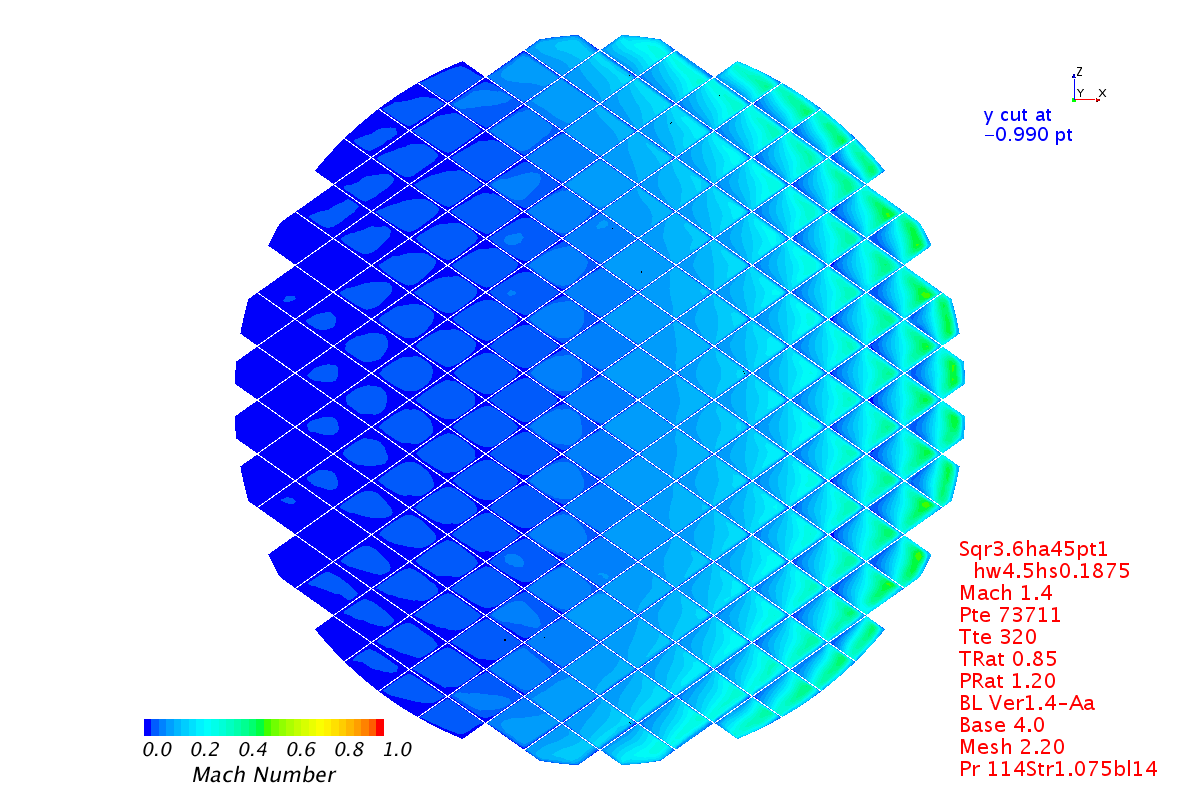 Z
Y X
y cut at
−0.990 pt
Sqr3.6ha45pt1
hw4.5hs0.1875
Mach 1.4
Pte 73711
Tte 320
TRat 0.85
PRat 1.20
BL Ver1.4−Aa
Base 4.0
Mesh 2.20
Pr 114Str1.075bl14
0.0 0.2 0.4 0.6 0.8 1.0
Mach Number